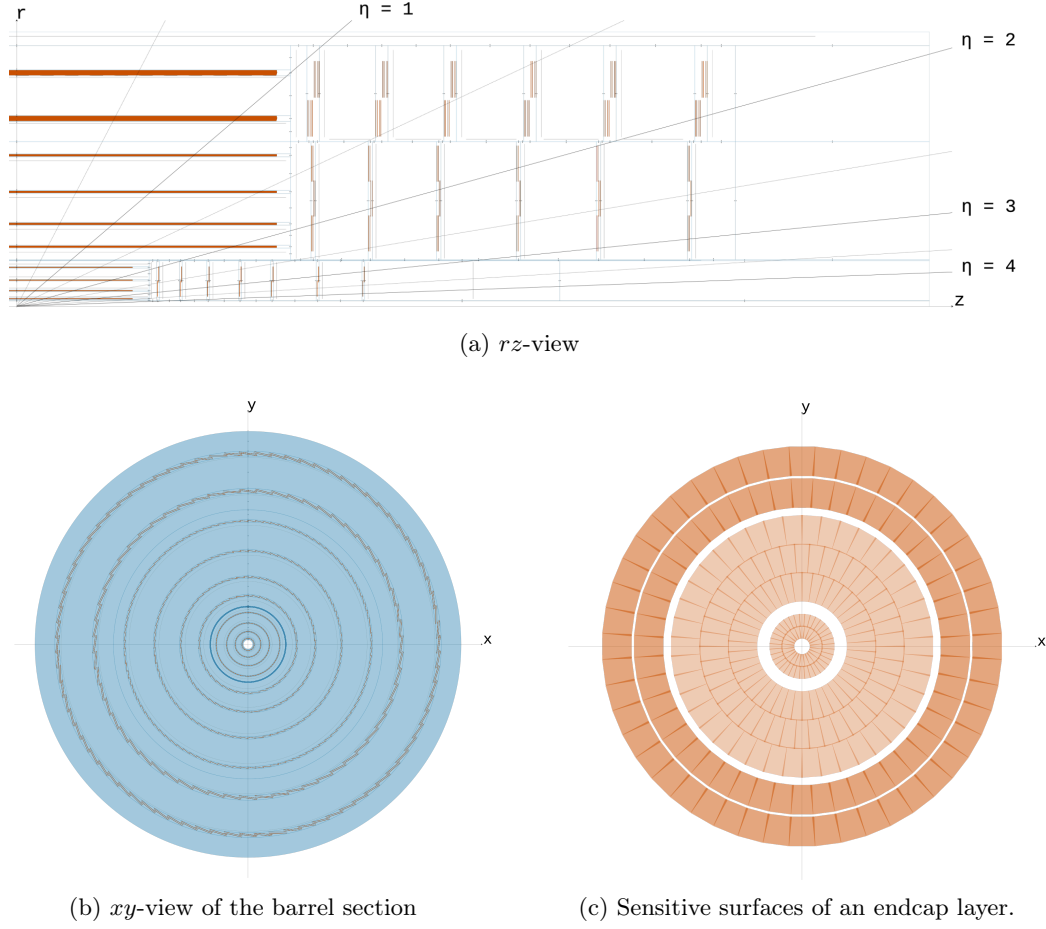 r
η = 1
η = 2
η = 3
η = 4
z
(a) rz-view
y
x
y
x
(b) xy-view of the barrel section
(c) Sensitive surfaces of an endcap layer.